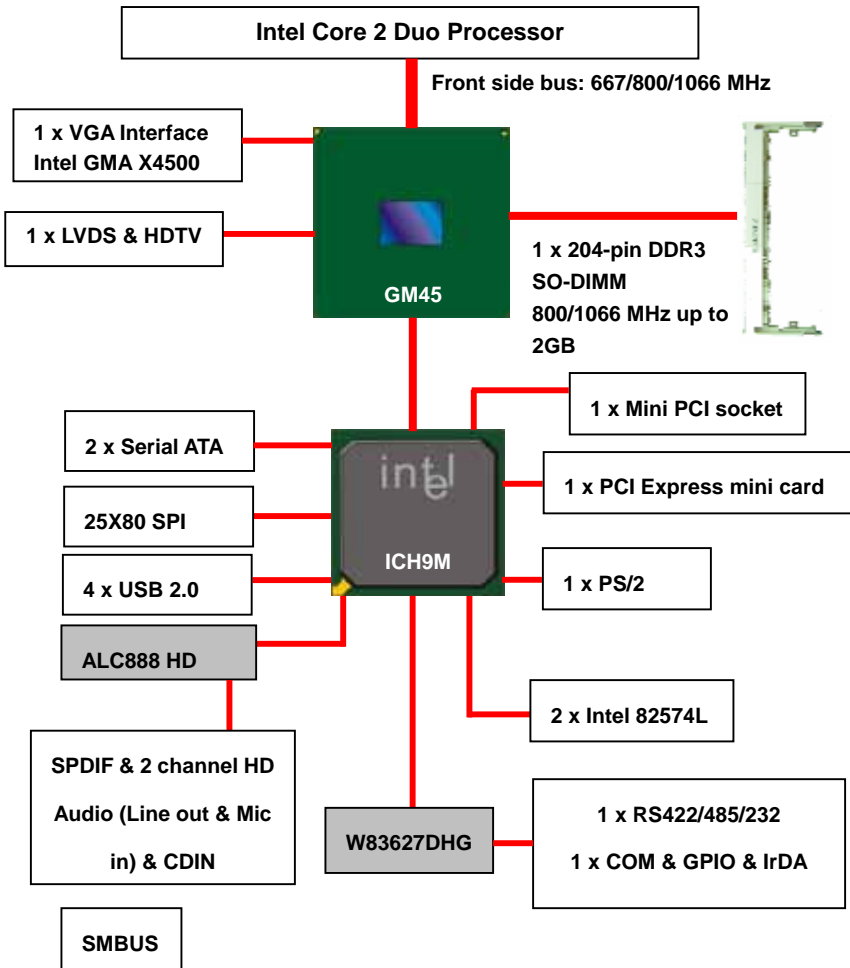 Intel Core 2 Duo Processor
Front side bus: 667/800/1066 MHz
1 x VGA Interface
Intel GMA X4500
1 x LVDS & HDTV
GM45
1 x 204-pin DDR3
SO-DIMM
800/1066 MHz up to
2GB
1 x Mini PCI socket
2 x Serial ATA
intel
1 x PCI Express mini card
25X80 SPI
ICH9M
4 x USB 2.0
1 x PS/2
ALC888 HD
2 x Intel 82574L
SPDIF & 2 channel HD
Audio (Line out & Mic
in) & CDIN
W83627DHG
1 x RS422/485/232
1 x COM & GPIO & IrDA
SMBUS